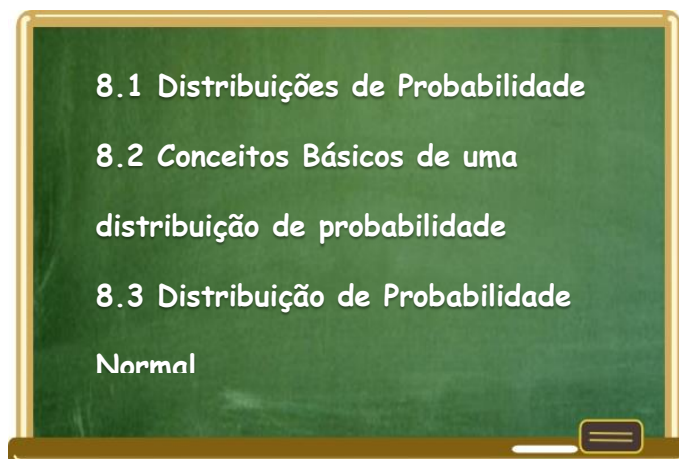 8.1 Distribuições de Probabilidade
8.2 Conceitos Básicos de uma
distribuição de probabilidade
8.3 Distribuição de Probabilidade
Normal